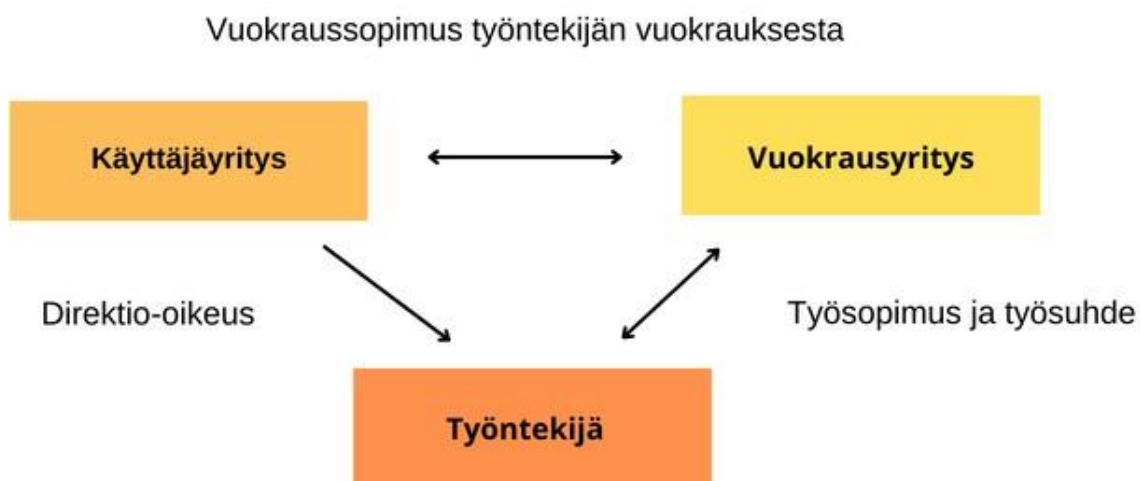 Vuokraussopimus työntekijän vuokrauksesta
Käyttäjäyritys
Vuokrausyritys
Direktio-oikeus
Työsopimus ja työsuhde
Työntekijä